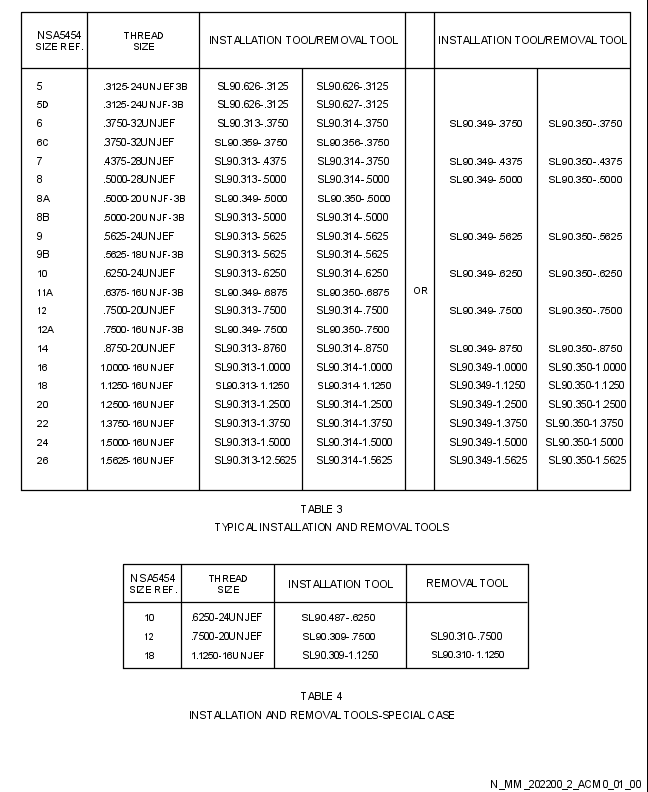 NSA5454 SIZE REF. THREAD SIZE INSTALLATION TOOL/REMOVAL TOOL INSTALLATION TOOL/REMOVAL TOOL
5 .3125-24UNJEF3B SL90.626-.3125 SL90.626-.3125
5D .3125-24UNJF-3B SL90.626-.3125 SL90.627-.3125
6 .3750-32UNJEF SL90.313-.3750 SL90.314-.3750 SL90.349-.3750 SL90.350-.3750
6C .3750-32UNJEF SL90.359-.3750 SL90.356-.3750
7 .4375-28UNJEF SL90.313-.4375 SL90.314-.3750 SL90.349-.4375 SL90.350-.4375
8 .5000-28UNJEF SL90.313-.5000 SL90.314-.5000 SL90.349-.5000 SL90.350-.5000
8A .5000-20UNJF-3B SL90.349-.5000 SL90.350-.5000
8B .5000-20UNJF-3B SL90.313-.5000 SL90.314-.5000
9 .5625-24UNJEF SL90.313-.5625 SL90.314-.5625 SL90.349-.5625 SL90.350-.5625
9B .5625-18UNJF-3B SL90.313-.5625 SL90.314-.5625
10 .6250-24UNJEF SL90.313-.6250 SL90.314-.6250 SL90.349-.6250 SL90.350-.6250
11A .6375-16UNJF-3B SL90.349-.6875 SL90.350-.6875 OR
12 .7500-20UNJEF SL90.313-.7500 SL90.314-.7500 SL90.349-.7500 SL90.350-.7500
12A .7500-16UNJF-3B SL90.349-.7500 SL90.350-.7500
14 .8750-20UNJEF SL90.313-.8760 SL90.314-.8750 SL90.349-.8750 SL90.350-.8750
16 1.0000-16UNJEF SL90.313-1.0000 SL90.314-1.0000 SL90.349-1.0000 SL90.350-1.0000
18 1.1250-16UNJEF SL90.313-1.1250 SL90.314-1.1250 SL90.349-1.1250 SL90.350-1.1250
20 1.2500-16UNJEF SL90.313-1.2500 SL90.314-1.2500 SL90.349-1.2500 SL90.350-1.2500
22 1.3750-16UNJEF SL90.313-1.3750 SL90.314-1.3750 SL90.349-1.3750 SL90.350-1.3750
24 1.5000-16UNJEF SL90.313-1.5000 SL90.314-1.5000 SL90.349-1.5000 SL90.350-1.5000
26 1.5625-16UNJEF SL90.313-12.5625 SL90.314-1.5625 SL90.349-1.5625 SL90.350-1.5625
TABLE 3
TYPICAL INSTALLATION AND REMOVAL TOOLS
NSA5454 SIZE REF. THREAD SIZE INSTALLATION TOOL REMOVAL TOOL
10 .6250-24UNJEF SL90.487-.6250
12 .7500-20UNJEF SL90.309-.7500 SL90.310-.7500
18 1.1250-16UNJEF SL90.309-1.1250 SL90.310-1.1250
TABLE 4
INSTALLATION AND REMOVAL TOOLS-SPECIAL CASE
N_MM_202200_2_ACM0_01_00